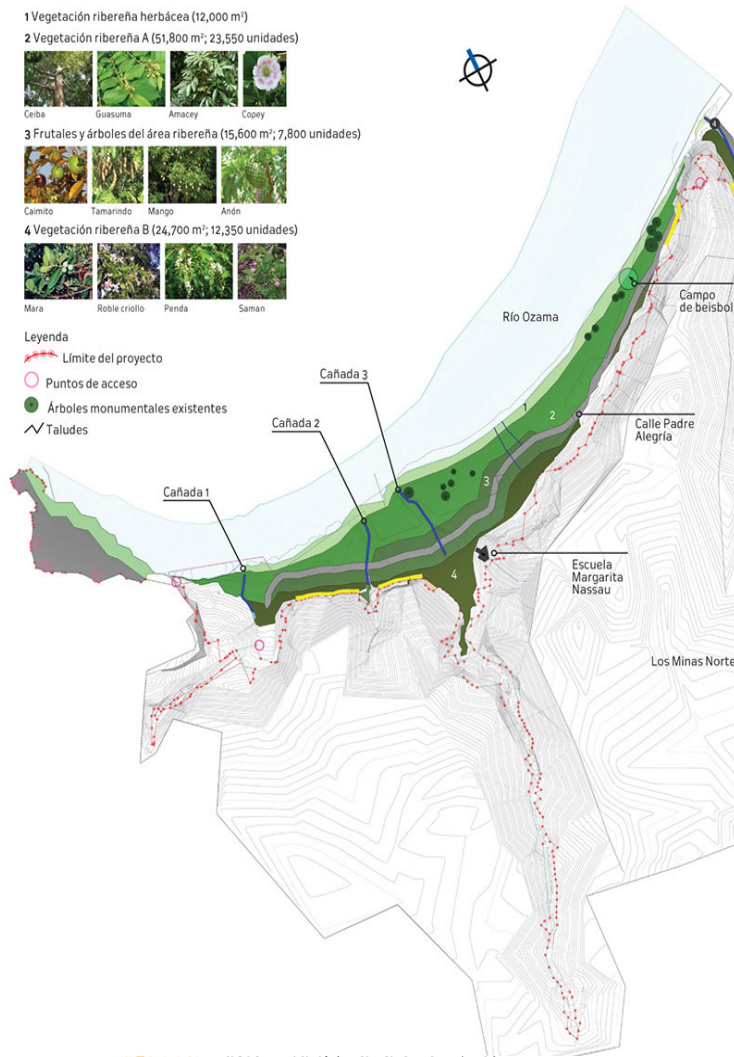 1 Vegetación ribereña herbácea (12,000 m²)
2 Vegetación ribereña A (51,800 m²; 23,550 unidades)
Ceiba
Guasuma
Amacey
Copey
3 Frutales y árboles del área ribereña (15,600 m²; 7,800 unidades)
Caimito
Tamarindo
Mango
Anón
4 Vegetación ribereña B (24,700 m²; 12,350 unidades)
Mara
Roble criollo
Penda
Saman
Leyenda
Límite del proyecto
Puntos de acceso
Árboles monumentales existentes
Taludes
4
Río Ozama
Campo
de beisbol
Cañada 3
1
2
Calle Padre
Alegría
Cañada 2
3
Cañada 1
4
Escuela
Margarita
Nassau
Los Minas Norte